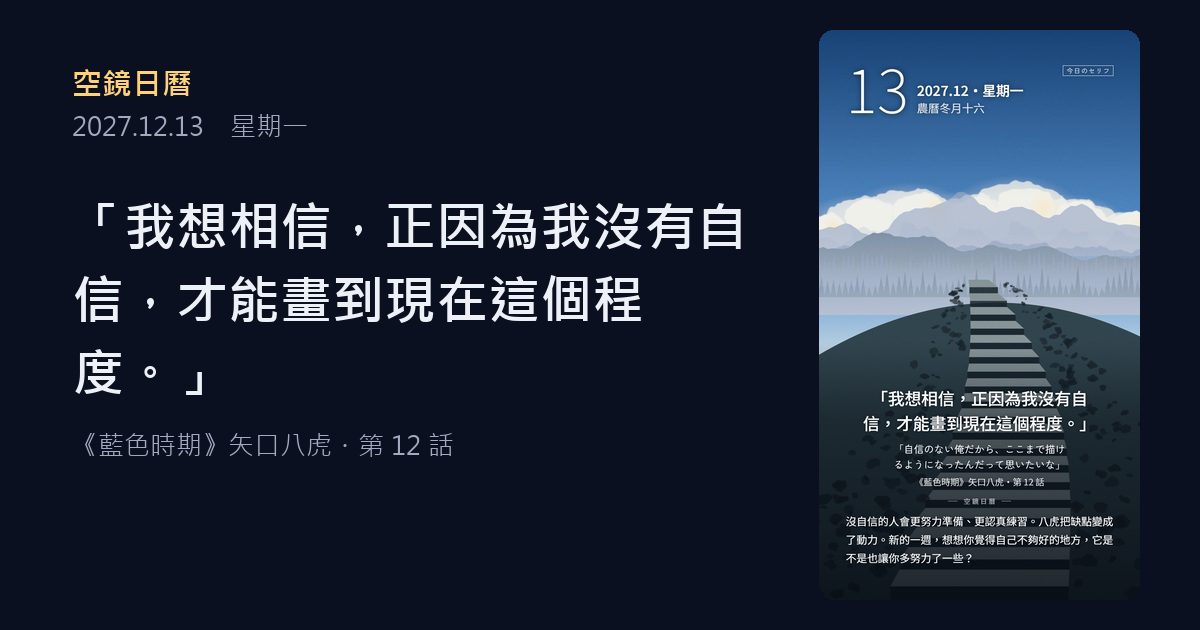 空鏡日曆
2027.12.13 星期一
「我想相信，正因為我沒有自
信，才能畫到現在這個程
度。」
《藍色時期》矢口八虎・第 12 話
13
2027.12・星期一
農曆冬月十六
今日のセリフ
「我想相信，正因為我沒有自
信，才能畫到現在這個程度。」
「自信のない俺だから、ここまで描け
るようになったんだって思いたいな」
《藍色時期》矢口八虎・第 12 話
空鏡日曆
沒自信的人會更努力準備、更認真練習。八虎把缺點變成
了動力。新的一週，想想你覺得自己不夠好的地方，它是
不是也讓你多努力了一些？